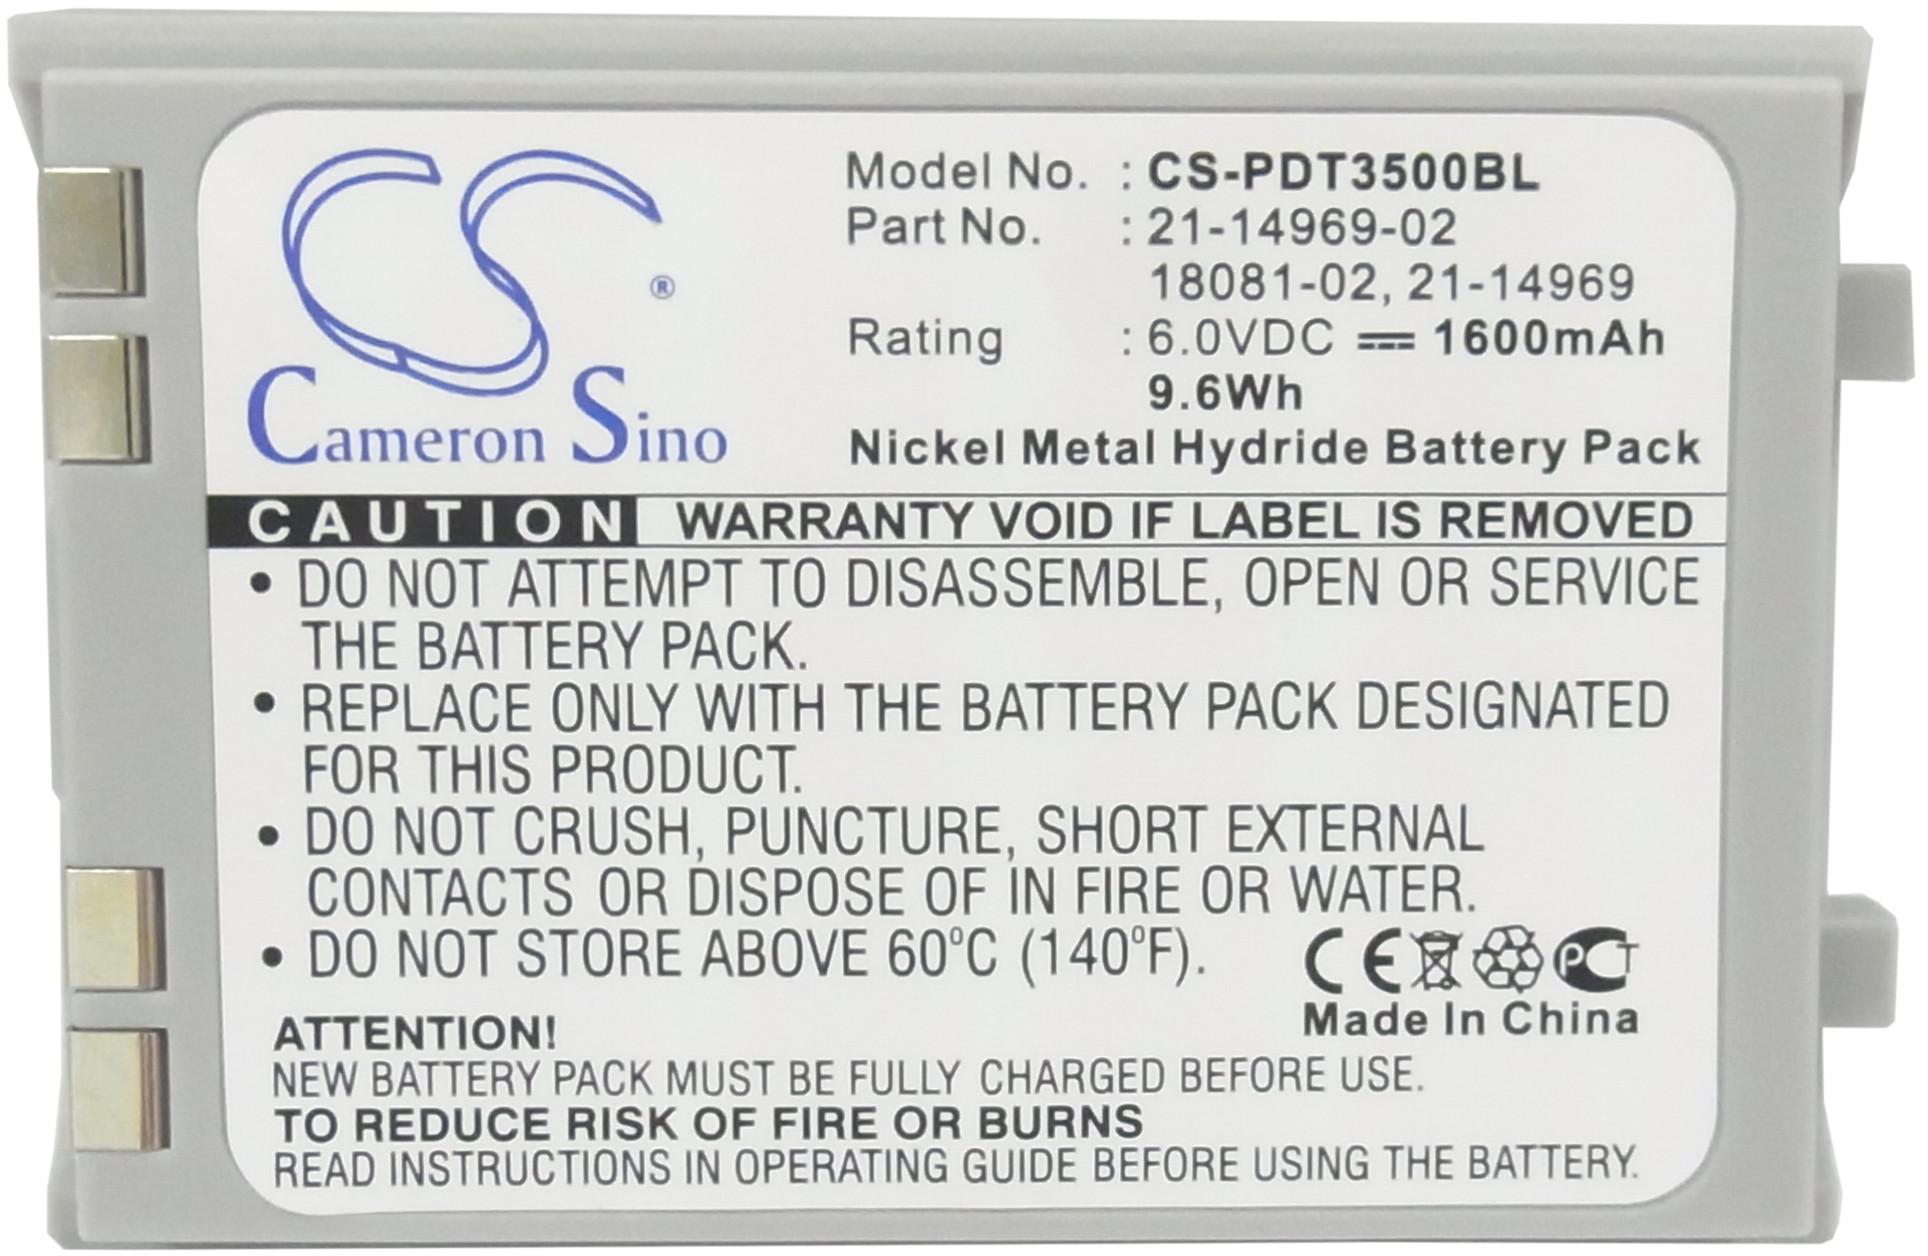 CS ®
Cameron Sino
Model No. : CS-PDT3500BL
Part No. : 21-14969-02
18081-02, 21-14969
Rating : 6.0VDC ⎓ 1600mAh
9.6Wh
Nickel Metal Hydride Battery Pack
CAUTION WARRANTY VOID IF LABEL IS REMOVED
• DO NOT ATTEMPT TO DISASSEMBLE, OPEN OR SERVICE
THE BATTERY PACK.
• REPLACE ONLY WITH THE BATTERY PACK DESIGNATED
FOR THIS PRODUCT.
• DO NOT CRUSH, PUNCTURE, SHORT EXTERNAL
CONTACTS OR DISPOSE OF IN FIRE OR WATER.
• DO NOT STORE ABOVE 60°C (140°F).
CE PCT
Made In China
ATTENTION!
NEW BATTERY PACK MUST BE FULLY CHARGED BEFORE USE.
TO REDUCE RISK OF FIRE OR BURNS
READ INSTRUCTIONS IN OPERATING GUIDE BEFORE USING THE BATTERY.